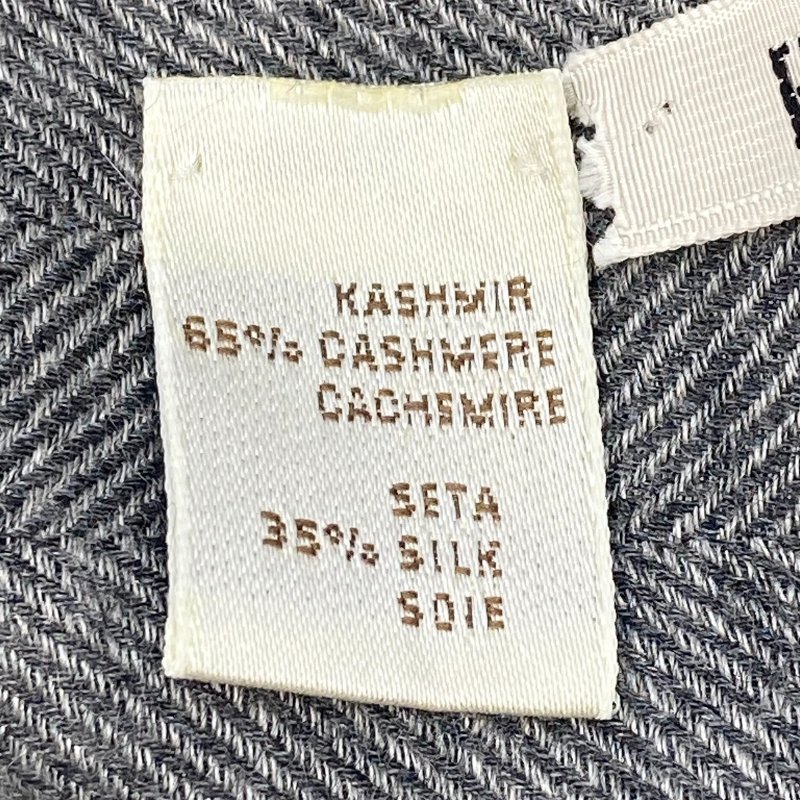 KASHMIR
65% CASHMERE
CACHEMIRE
SETA
35% SILK
SOIE